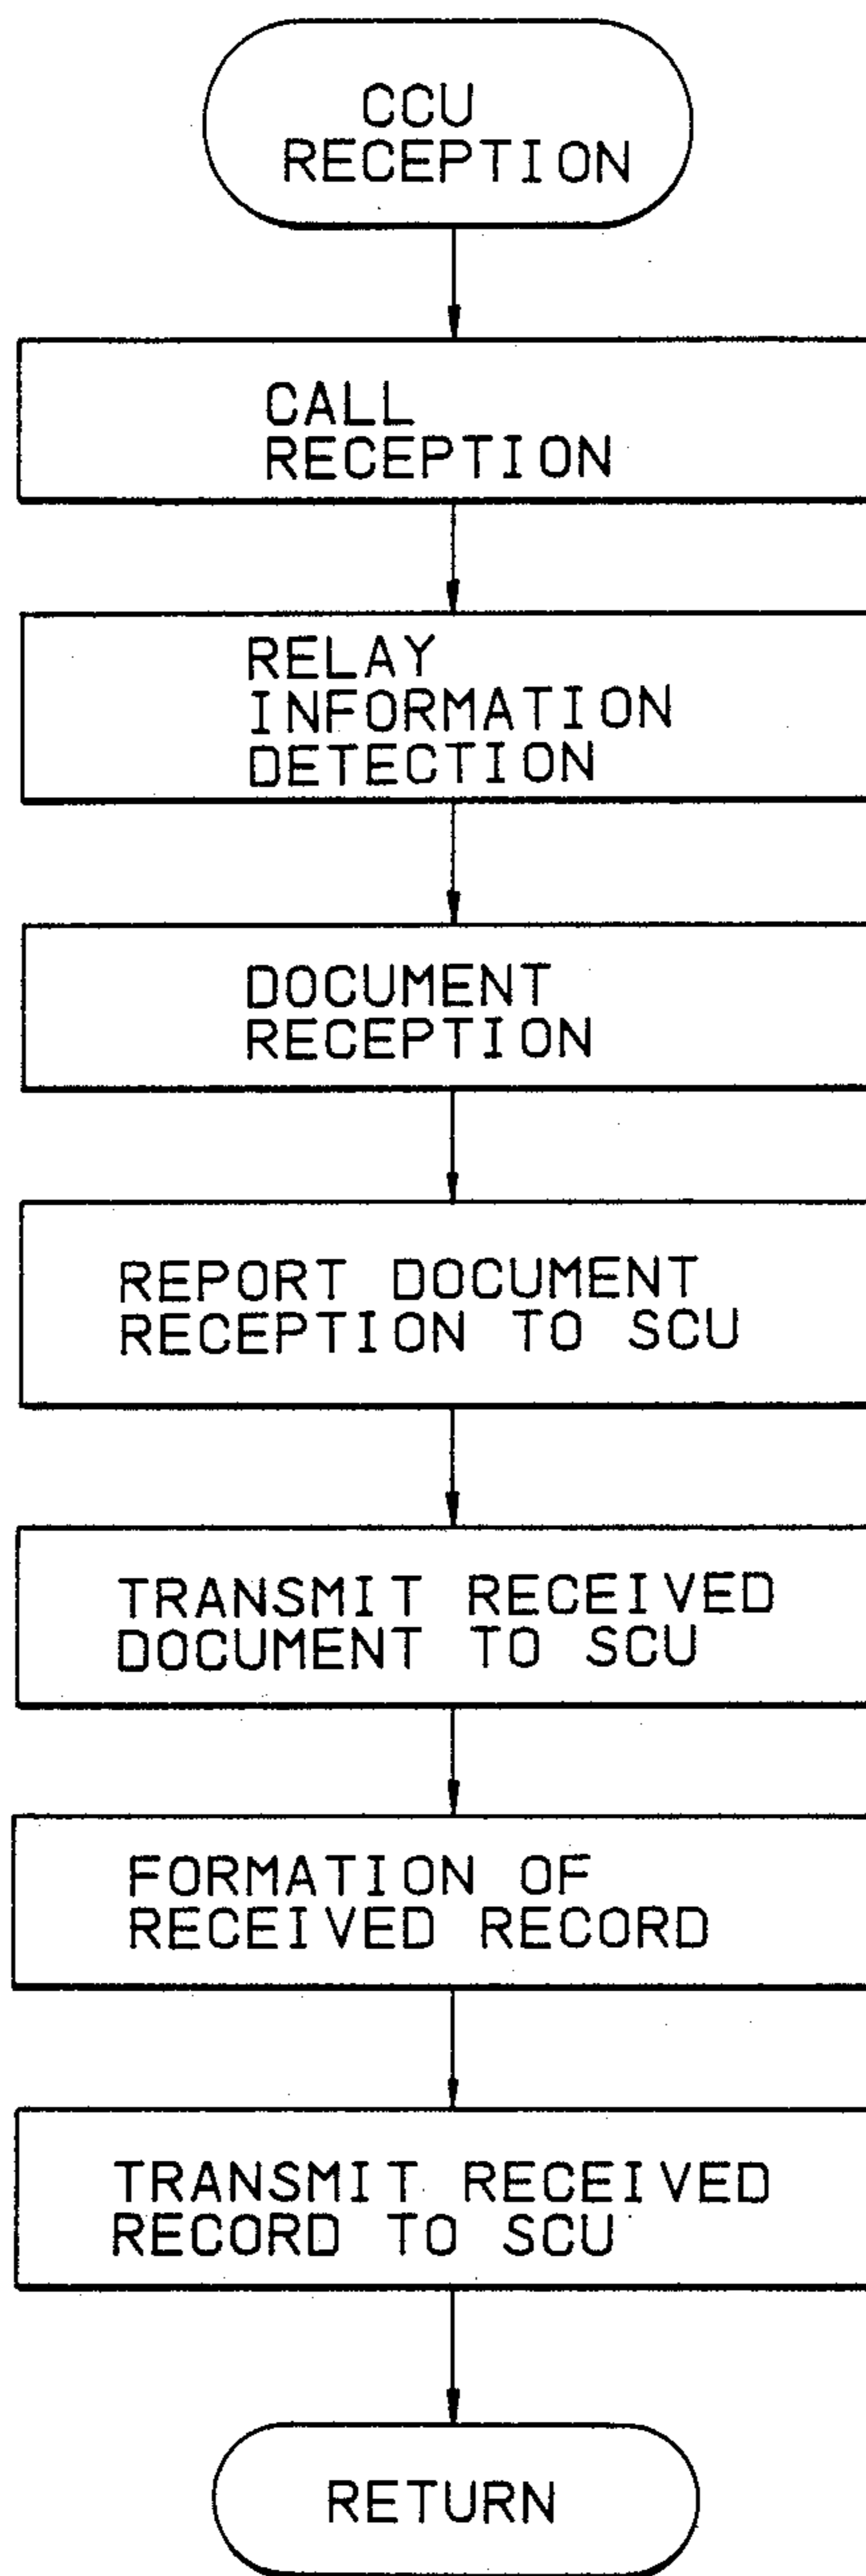 CCU
RECEPTION
CALL
RECEPTION
RELAY
INFORMATION
DETECTION
DOCUMENT
RECEPTION
REPORT DOCUMENT
RECEPTION TO SCU
TRANSMIT RECEIVED
DOCUMENT TO SCU
FORMATION OF
RECEIVED RECORD
TRANSMIT RECEIVED
RECORD TO SCU
RETURN